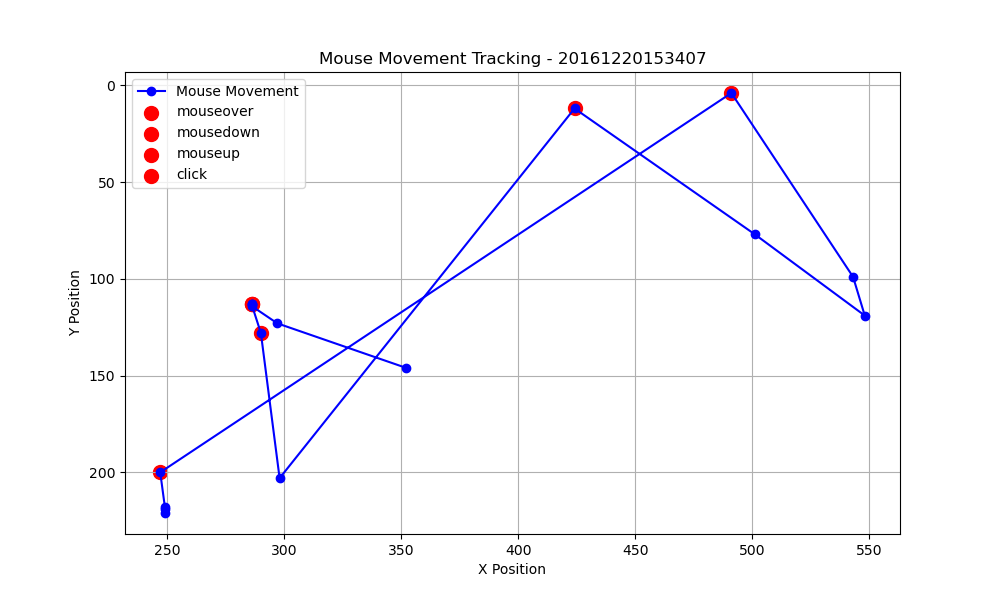 Mouse Movement Tracking - 20161220153407
Mouse Movement
mouseover
mousedown
mouseup
click
0
50
100
150
200
Y Position
250 300 350 400 450 500 550
X Position